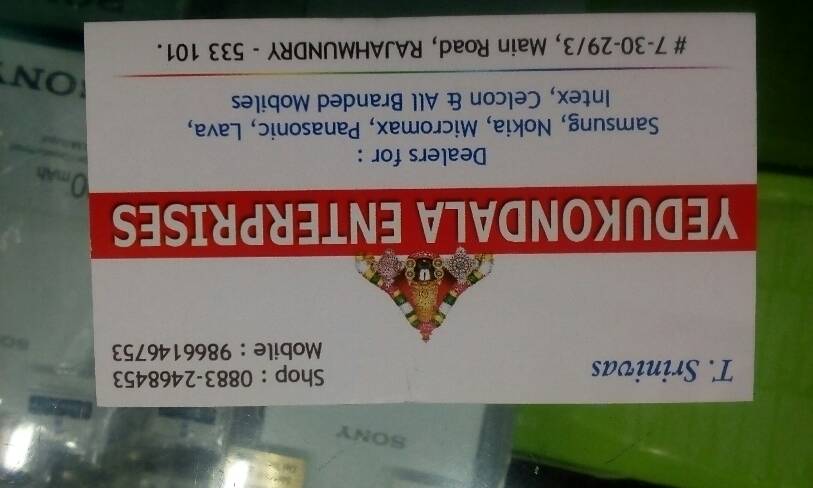 T. Srinivas
Shop : 0883-2468453
Mobile : 9866146753
YEDUKONDALA ENTERPRISES
Dealers for :
Samsung, Nokia, Micromax, Panasonic, Lava,
Intex, Celcon & All Branded Mobiles
# 7-30-29/3, Main Road, RAJAHMUNDRY - 533 101.
SONY
SONY